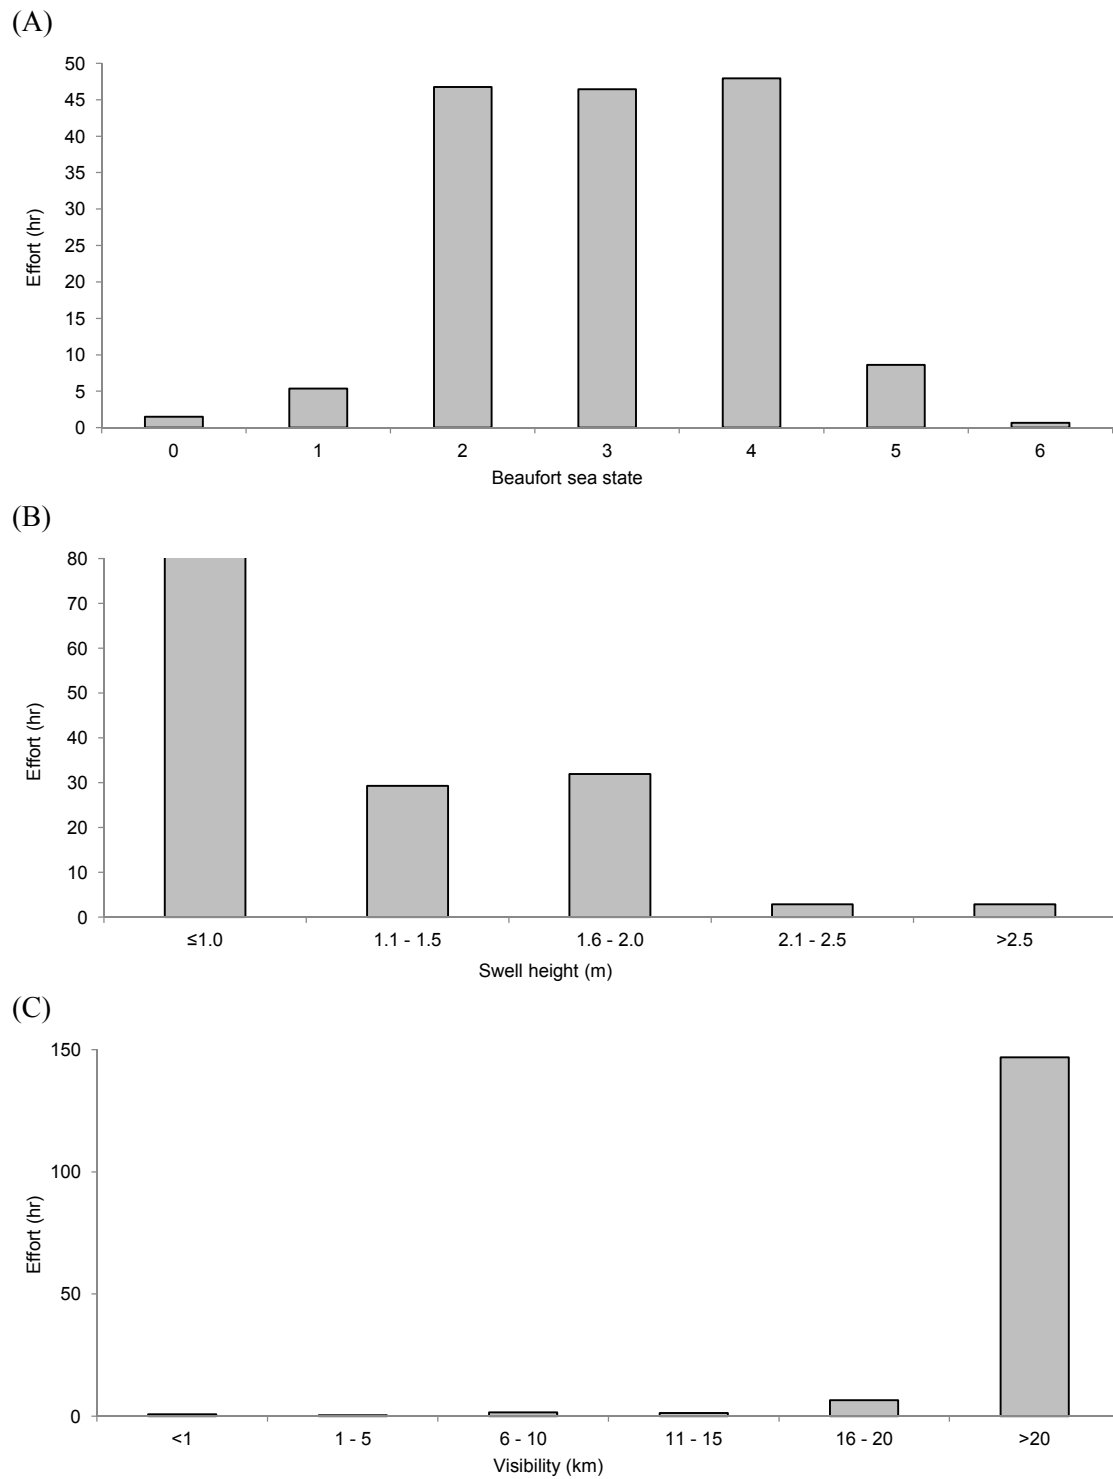 (A)
50
45
40
35
30
25
20
15
10
5
0
Effort (hr)
0 1 2 3 4 5 6
Beaufort sea state
(B)
80
70
60
50
40
30
20
10
0
Effort (hr)
≤1.0 1.1 - 1.5 1.6 - 2.0 2.1 - 2.5 >2.5
Swell height (m)
(C)
150
100
50
0
Effort (hr)
<1 1 - 5 6 - 10 11 - 15 16 - 20 >20
Visibility (km)